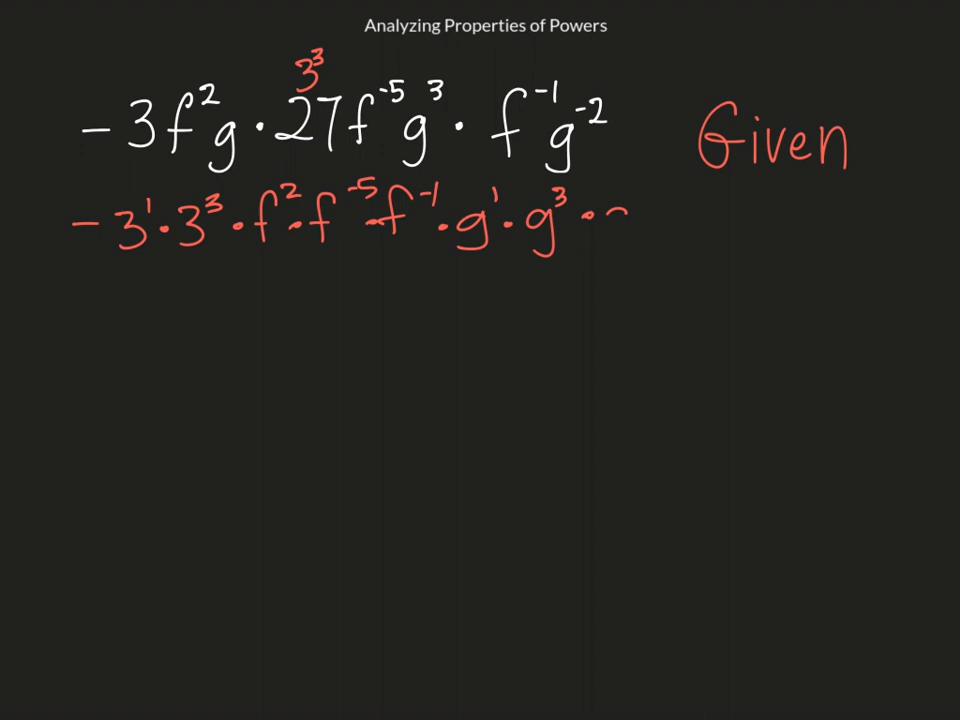 Analyzing Properties of Powers
3³
-3f²g · 27f⁻⁵g³ · f⁻¹g⁻² Given
-3¹ · 3³ · f² · f⁻⁵ · f⁻¹ · g¹ · g³ ·